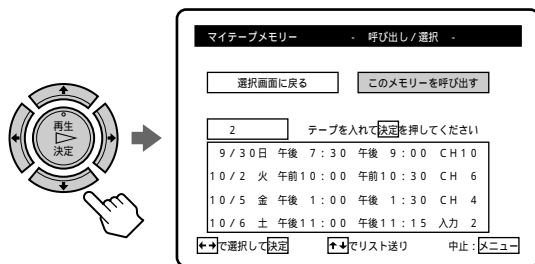 マイテープメモリー - 呼び出し/選択 -
選択画面に戻る このメモリーを呼び出す
再生
決定
2 テープを入れて決定を押してください
9/30日 午後 7:30 午後 9:00 CH10
10/2 火 午前10:00 午前10:30 CH 6
10/5 金 午後 1:00 午後 1:30 CH 4
10/6 土 午後11:00 午後11:15 入力 2
←→で選択して決定 ↑↓でリスト送り 中止:メニュー